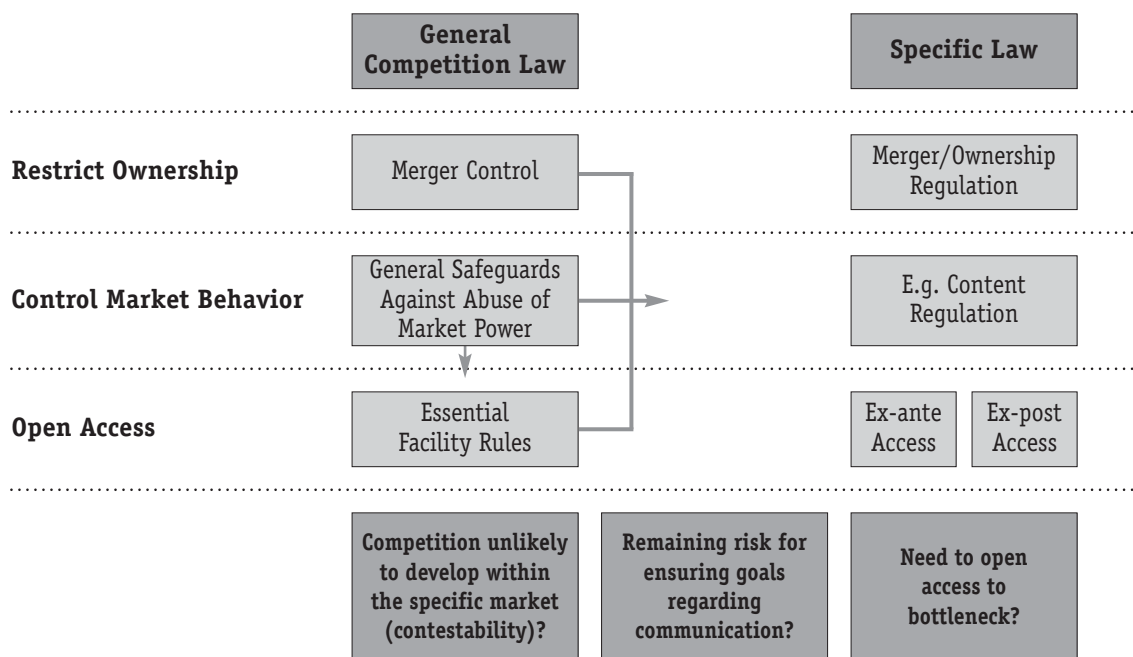 General
Competition Law
Specific Law
Restrict Ownership
Merger Control
Merger/Ownership
Regulation
Control Market Behavior
General Safeguards
Against Abuse of
Market Power
E.g. Content
Regulation
Open Access
Essential
Facility Rules
Ex-ante
Access
Ex-post
Access
Competition unlikely
to develop within
the specific market
(contestability)?
Remaining risk for
ensuring goals
regarding
communication?
Need to open
access to
bottleneck?